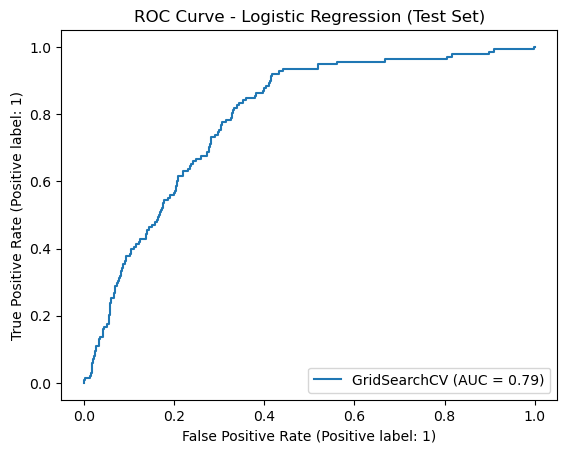 ROC Curve - Logistic Regression (Test Set)
1.0
0.8
0.6
0.4
0.2
0.0
True Positive Rate (Positive label: 1)
GridSearchCV (AUC = 0.79)
0.0 0.2 0.4 0.6 0.8 1.0
False Positive Rate (Positive label: 1)